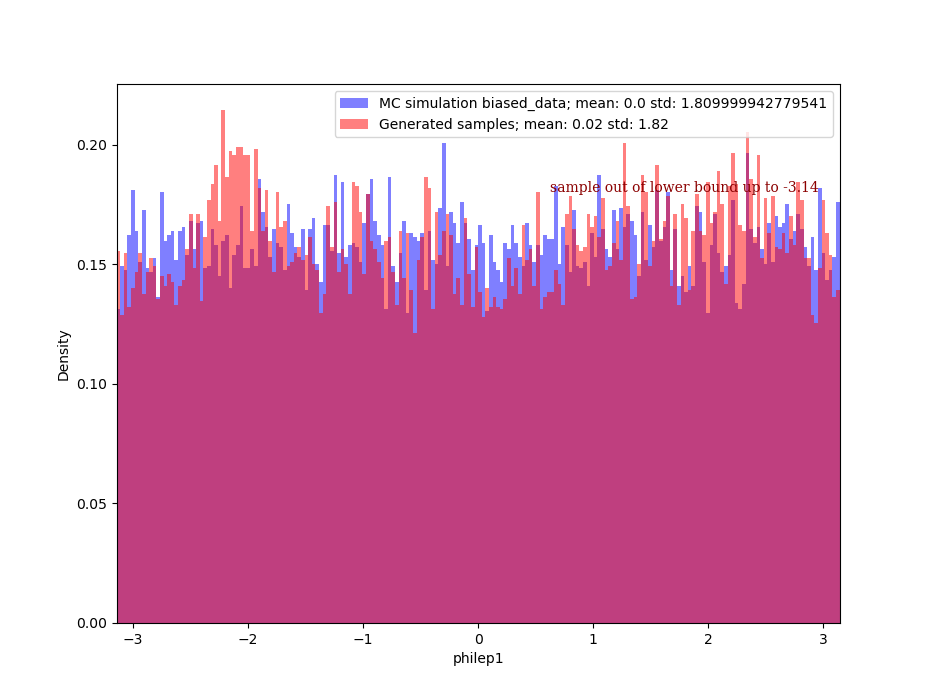 MC simulation biased_data; mean: 0.0 std: 1.809999942779541
Generated samples; mean: 0.02 std: 1.82
sample out of lower bound up to -3.14
Density
0.20
0.15
0.10
0.05
0.00
−3 −2 −1 0 1 2 3
philep1